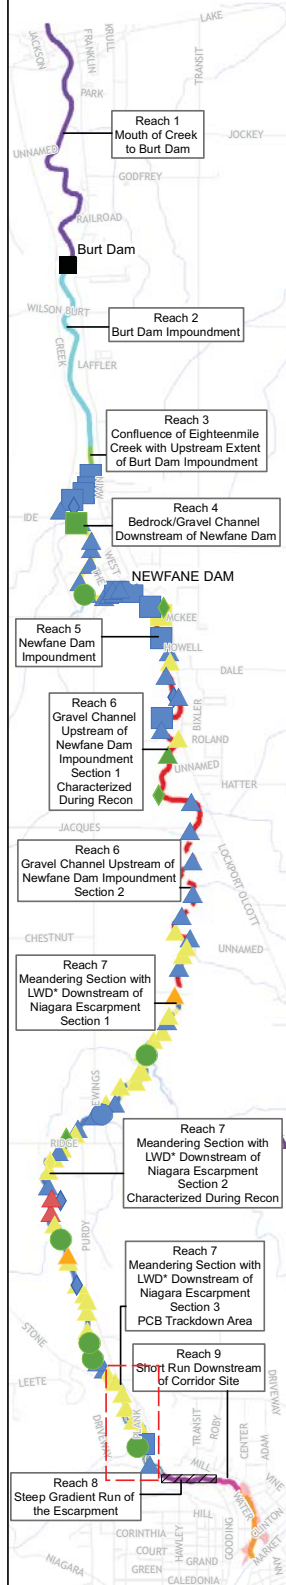 LAKE
JACKSON
FRANKLIN
KRULL
TRANSIT
PARK
Reach 1
Mouth of Creek
to Burt Dam
JOCKEY
UNNAMED
GODFREY
RAILROAD
Burt Dam
WILSON BURT
Reach 2
Burt Dam Impoundment
CREEK
LAFFLER
Reach 3
Confluence of Eighteenmile
Creek with Upstream Extent
of Burt Dam Impoundment
MAIN
IDE
Reach 4
Bedrock/Gravel Channel
Downstream of Newfane Dam
WEST
THE
NEWFANE DAM
MCKEE
Reach 5
Newfane Dam
Impoundment
HOWELL
DALE
Reach 6
Gravel Channel
Upstream of
Newfane Dam
Impoundment
Section 1
Characterized
During Recon
BIXLER
ROLAND
UNNAMED
HATTER
JACQUES
Reach 6
Gravel Channel Upstream of
Newfane Dam Impoundment
Section 2
LOCKPORT OLCOTT
CHESTNUT
UNNAMED
Reach 7
Meandering Section with
LWD* Downstream of
Niagara Escarpment
Section 1
EWINGS
RIDGE
Reach 7
Meandering Section with
LWD* Downstream of
Niagara Escarpment
Section 2
Characterized During Recon
PURDY
Reach 7
Meandering Section with
LWD* Downstream of
Niagara Escarpment
Section 3
PCB Trackdown Area
STONE
Reach 9
Short Run Downstream
of Corridor Site
LEETE
DRIVEWAY
PLANK
TRANSIT
ROBY
CENTER
ADAM
DRIVEWAY
MILL
VINE
Reach 8
Steep Gradient Run of
the Escarpment
WATER
HILL
CLINTON
CORINTHIA
HAWLEY
GOODING
MARKET
COURT
GRAND
ANN
NIAGARA
GREEN
CALEDONIA